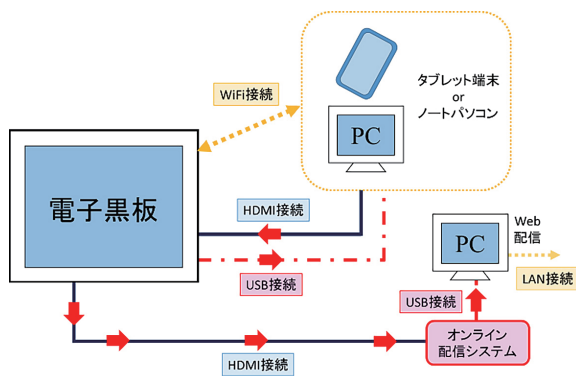 WiFi接続
タブレット端末
or
ノートパソコン
PC
電子黒板
HDMI接続
USB接続
Web
配信
PC
LAN接続
USB接続
オンライン
配信システム
HDMI接続